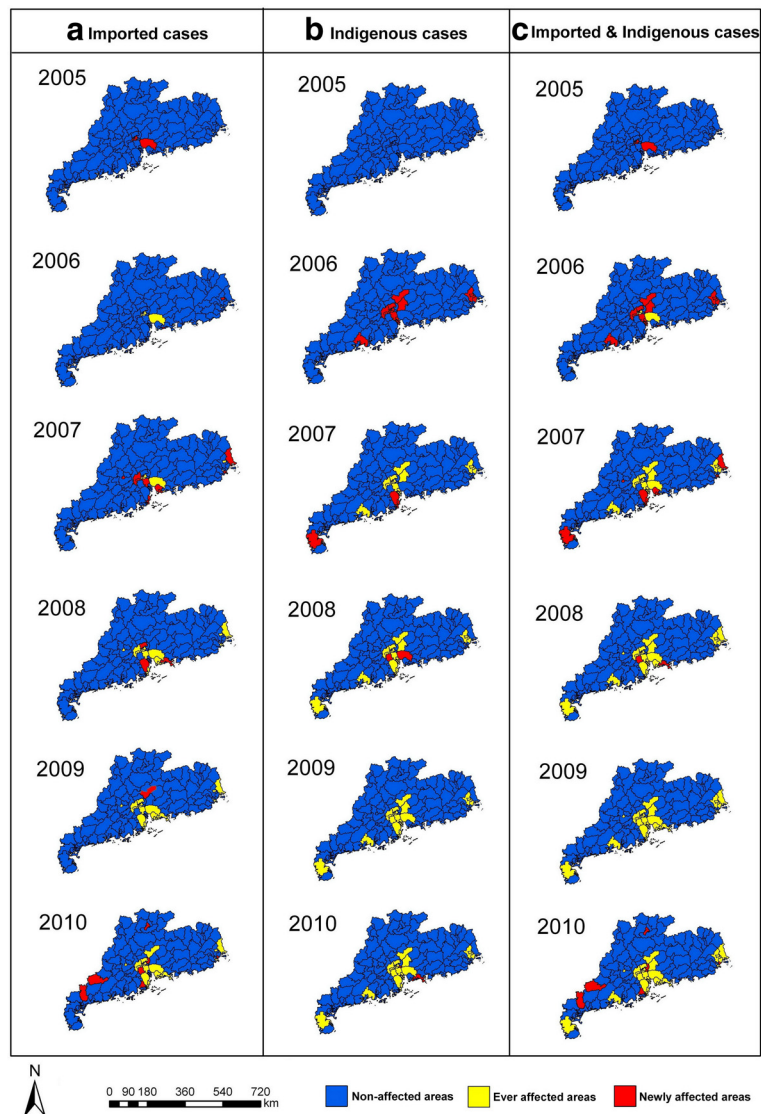 a Imported cases
b Indigenous cases
c Imported & Indigenous cases
2005
2005
2005
2006
2006
2006
2007
2007
2007
2008
2008
2008
2009
2009
2009
2010
2010
2010
N
0 90 180 360 540 720
km
Non-affected areas
Ever affected areas
Newly affected areas